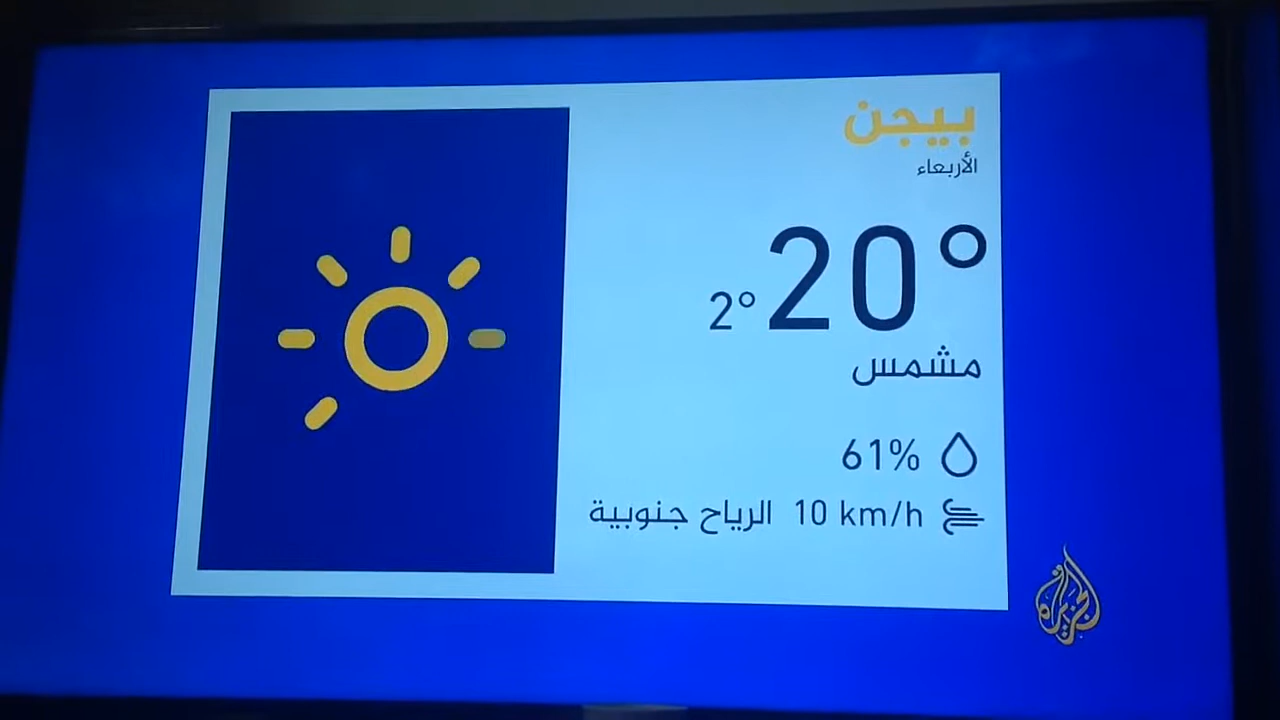 بيجن
الأربعاء
20° 2°
مشمس
61%
10 km/h الرياح جنوبية
الجزيرة